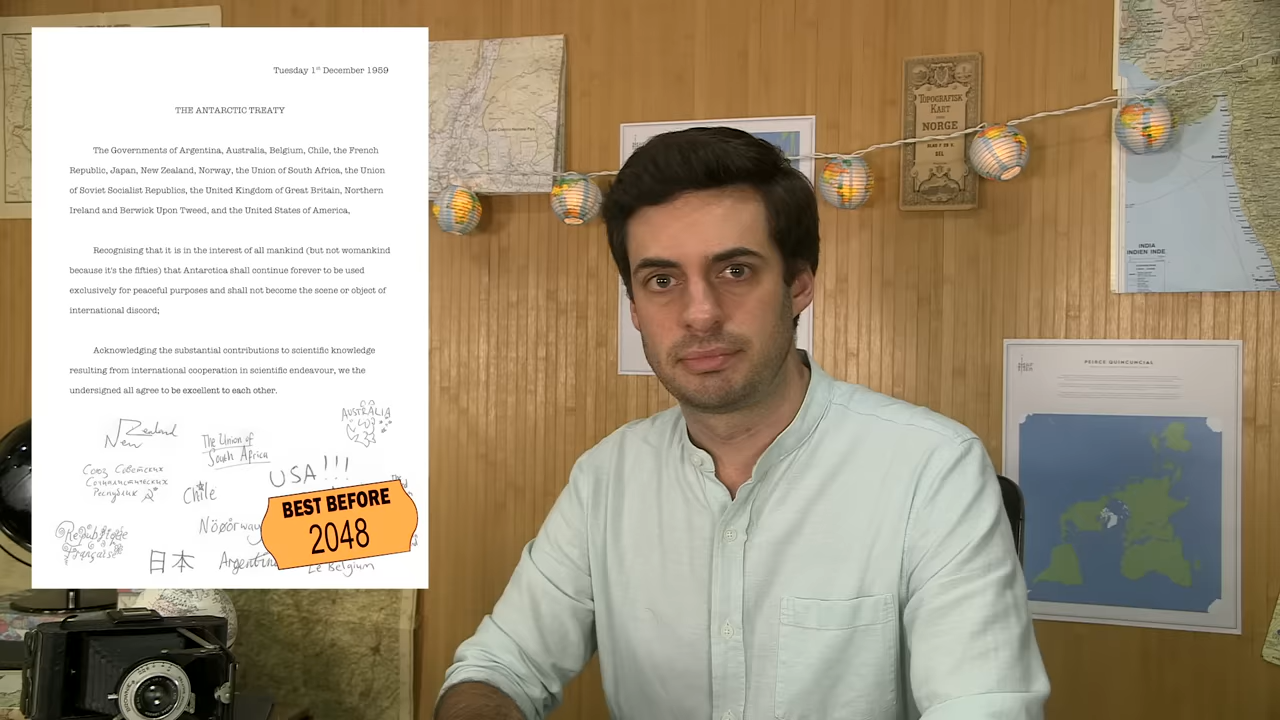 Tuesday 1st December 1959
THE ANTARCTIC TREATY
The Governments of Argentina, Australia, Belgium, Chile, the French
Republic, Japan, New Zealand, Norway, the Union of South Africa, the Union
of Soviet Socialist Republics, the United Kingdom of Great Britain, Northern
Ireland and Berwick Upon Tweed, and the United States of America,
Recognising that it is in the interest of all mankind (but not womankind
because it's the fifties) that Antarctica shall continue forever to be used
exclusively for peaceful purposes and shall not become the scene or object of
international discord;
Acknowledging the substantial contributions to scientific knowledge
resulting from international cooperation in scientific endeavour, we the
undersigned all agree to be excellent to each other.
New Zealand
AUSTRALIA
The Union of
South Africa
USA!!!
Союз Советских
Социалистических
Республик
Chile
BEST BEFORE
2048
Nöøörway
République
Française
日本
Argentina
Le Belgium
TOPOGRAFISK
KART
NORGE
SEL
INDIA
INDIEN INDE
PEIRCE QUINCUNCIAL